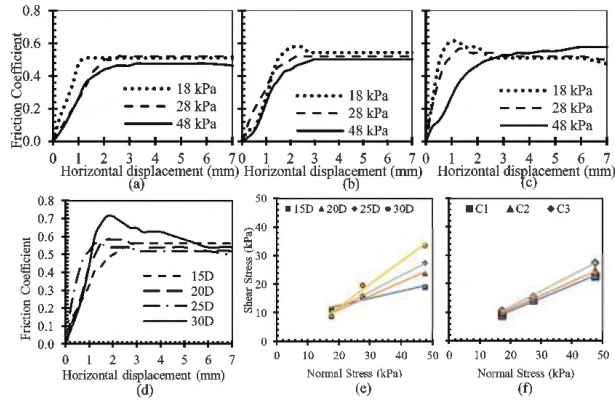 Friction Coefficient
0.8
0.6
0.4
0.2
0.0
18 kPa
28 kPa
48 kPa
0 1 2 3 4 5 6 7
Horizontal displacement (mm)
(a)
18 kPa
28 kPa
48 kPa
0 1 2 3 4 5 6 7
Horizontal displacement (mm)
(b)
18 kPa
28 kPa
48 kPa
0 1 2 3 4 5 6 7
Horizontal displacement (mm)
(c)
Friction Coefficient
0.8
0.7
0.6
0.5
0.4
0.3
0.2
0.1
0.0
15D
20D
25D
30D
0 1 2 3 4 5 6 7
Horizontal displacement (mm)
(d)
Shear Stress (kPa)
15D 20D 25D 30D
50
40
30
20
10
0
0 10 20 30 40 50
Normal Stress (kPa)
(e)
C1 C2 C3
0 10 20 30 40 50
Normal Stress (kPa)
(f)